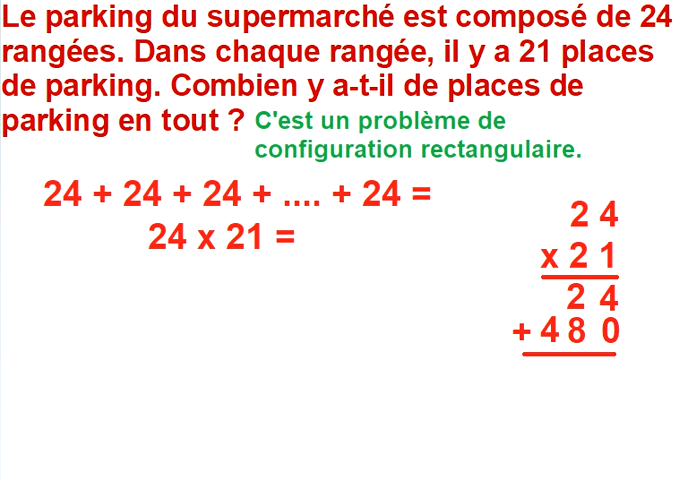 Le parking du supermarché est composé de 24
rangées. Dans chaque rangée, il y a 21 places
de parking. Combien y a-t-il de places de
parking en tout ? C'est un problème de
configuration rectangulaire.
24 + 24 + 24 + .... + 24 =
24 x 21 =
2 4
x 2 1
2 4
+ 4 8 0